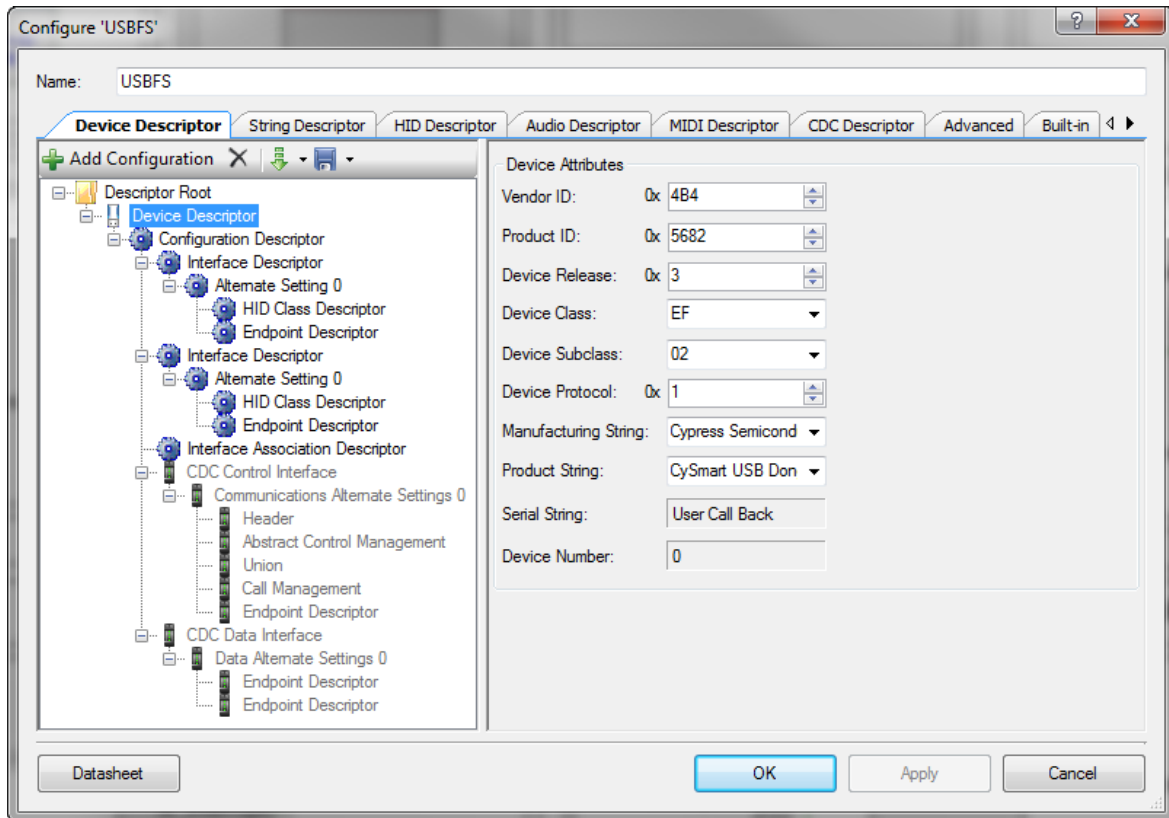 Configure 'USBFS'
Name: USBFS
Device Descriptor String Descriptor HID Descriptor Audio Descriptor MIDI Descriptor CDC Descriptor Advanced Built-in
Add Configuration
Descriptor Root
Device Descriptor
Configuration Descriptor
Interface Descriptor
Alternate Setting 0
HID Class Descriptor
Endpoint Descriptor
Interface Descriptor
Alternate Setting 0
HID Class Descriptor
Endpoint Descriptor
Interface Association Descriptor
CDC Control Interface
Communications Alternate Settings 0
Header
Abstract Control Management
Union
Call Management
Endpoint Descriptor
CDC Data Interface
Data Alternate Settings 0
Endpoint Descriptor
Endpoint Descriptor
Device Attributes
Vendor ID: 0x 4B4
Product ID: 0x 5682
Device Release: 0x 3
Device Class: EF
Device Subclass: 02
Device Protocol: 0x 1
Manufacturing String: Cypress Semicond
Product String: CySmart USB Don
Serial String: User Call Back
Device Number: 0
Datasheet OK Apply Cancel